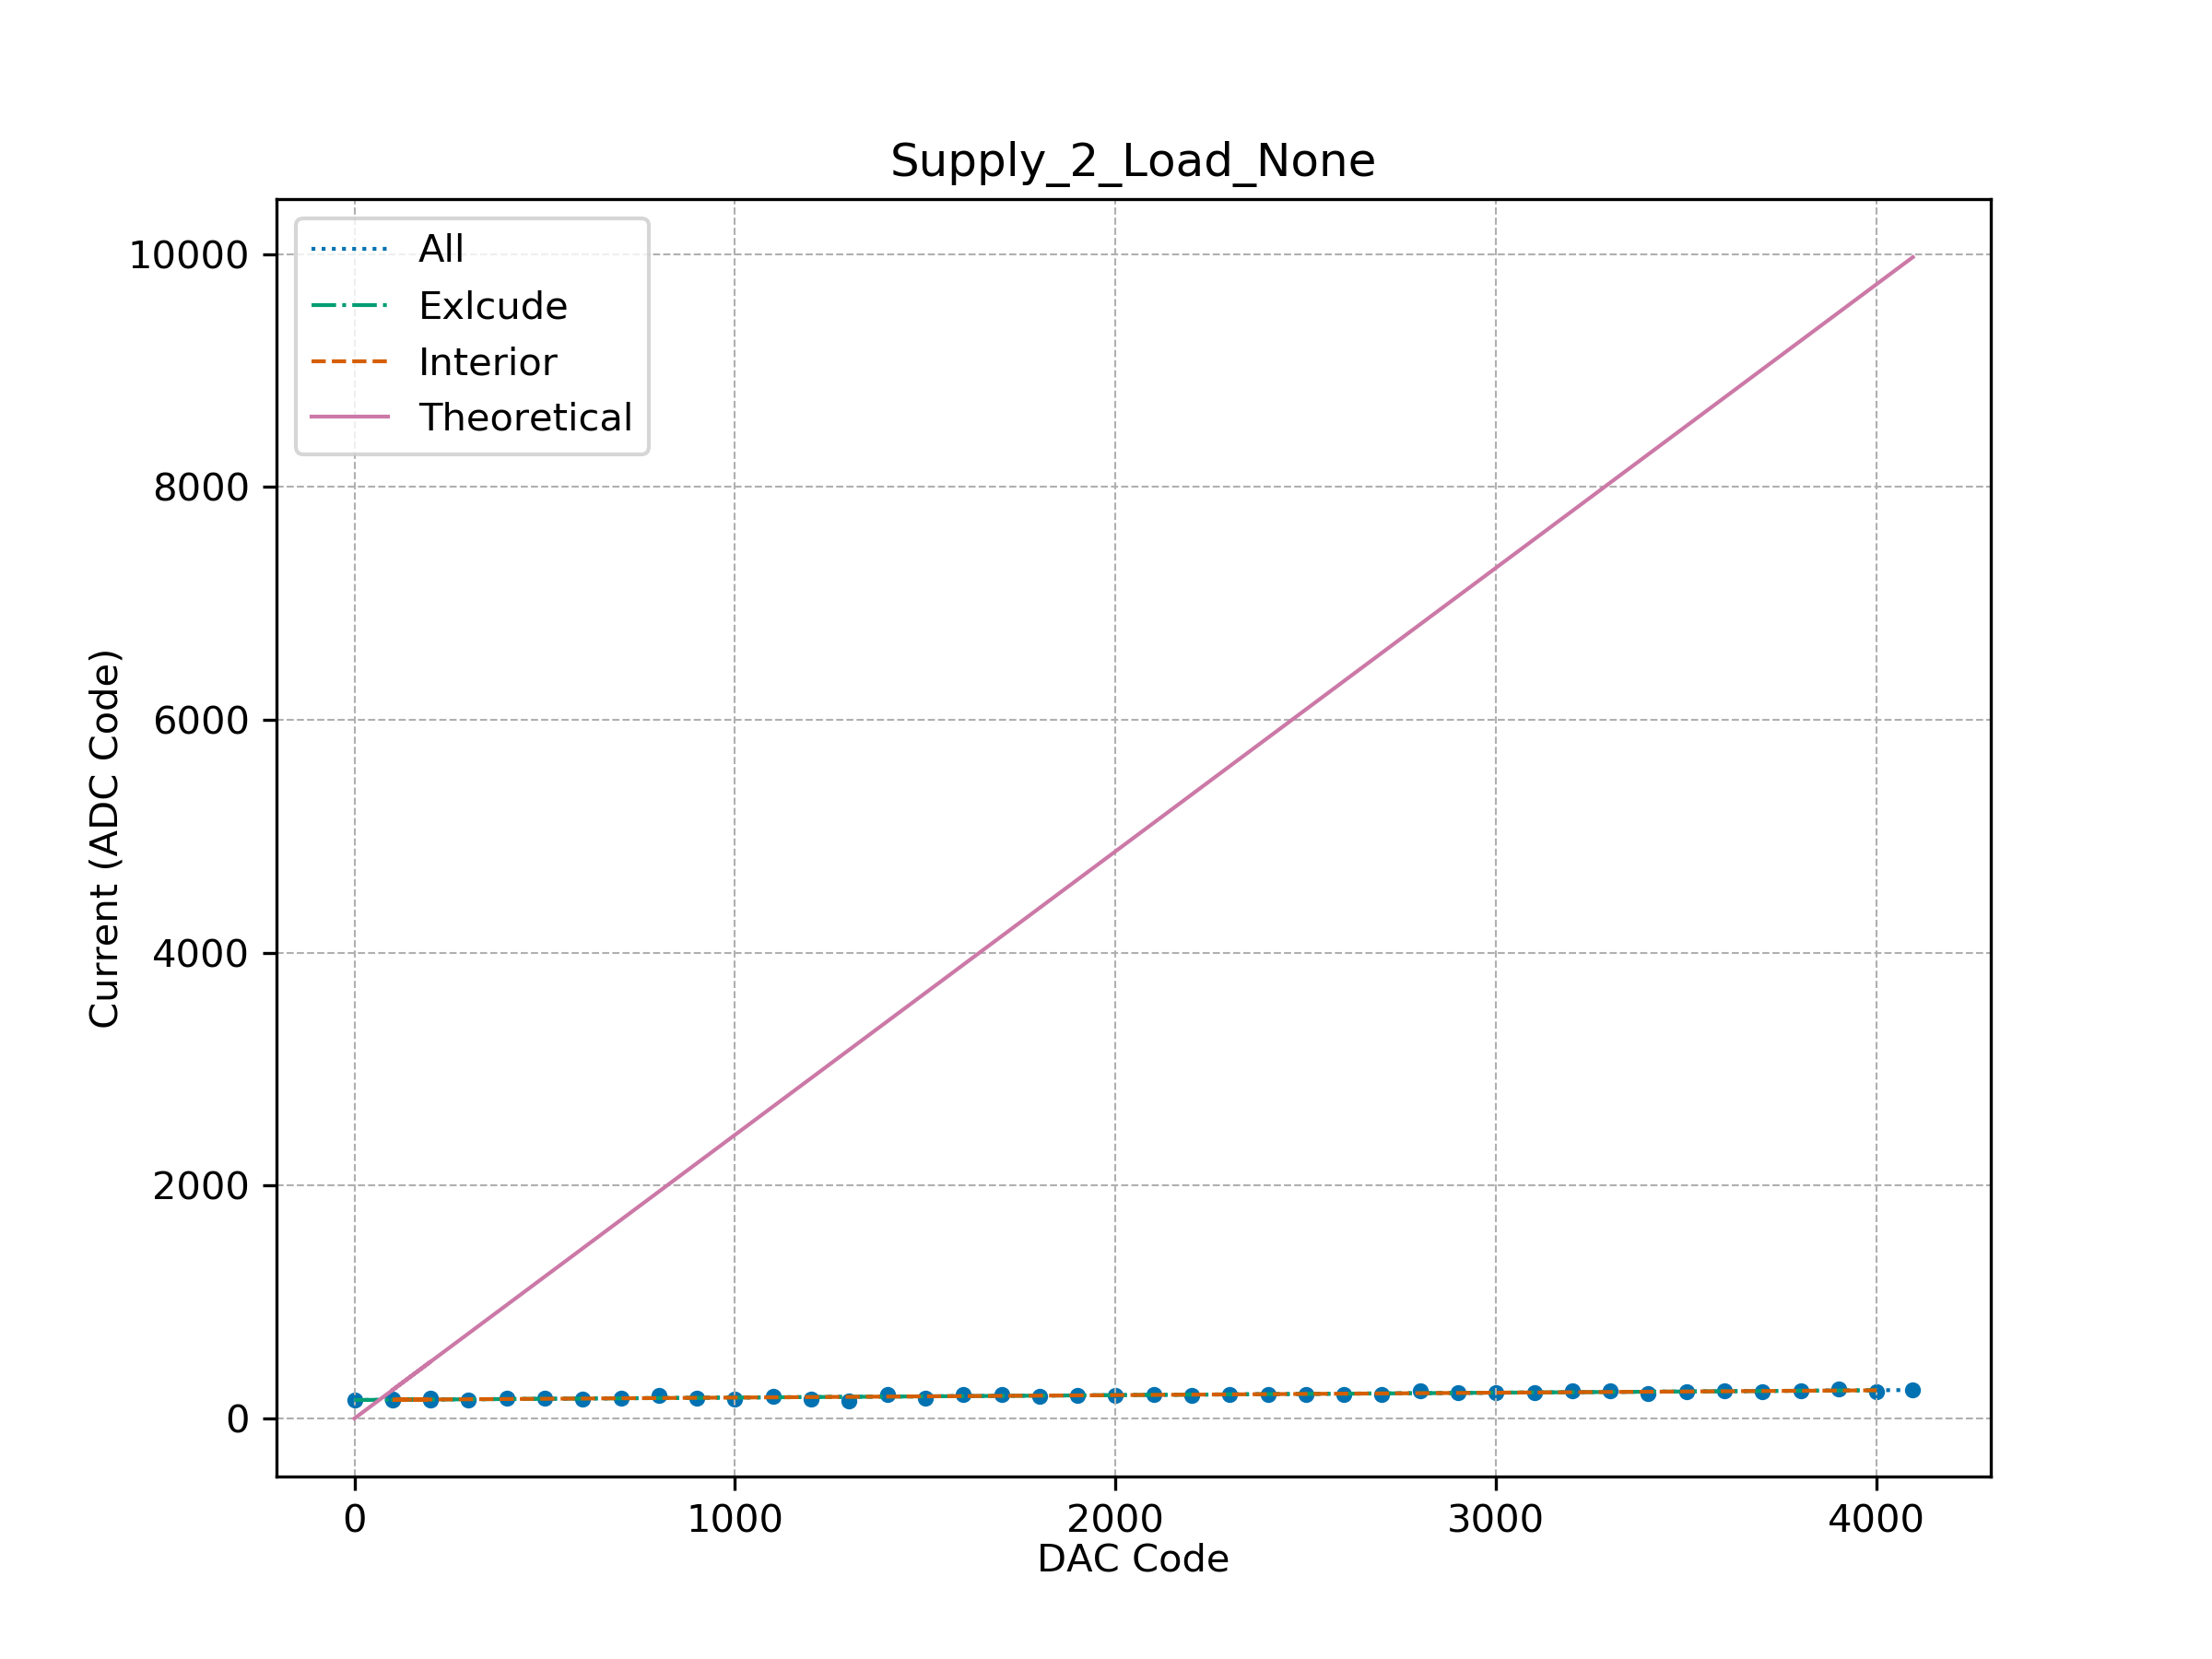 Supply_2_Load_None
All
Exlcude
Interior
Theoretical
10000
8000
6000
4000
2000
0
Current (ADC Code)
0 1000 2000 3000 4000
DAC Code